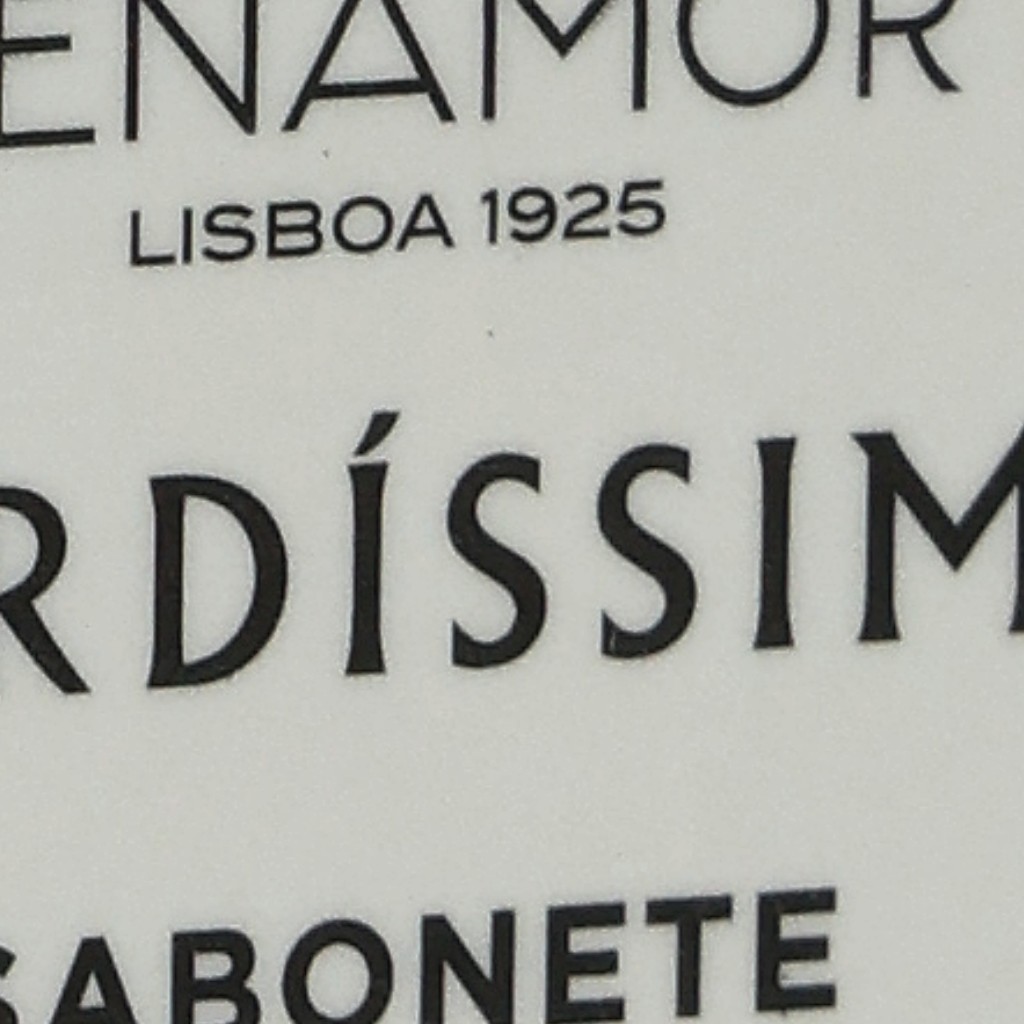 ENAMOR
LISBOA 1925
RDÍSSIM
SABONETE